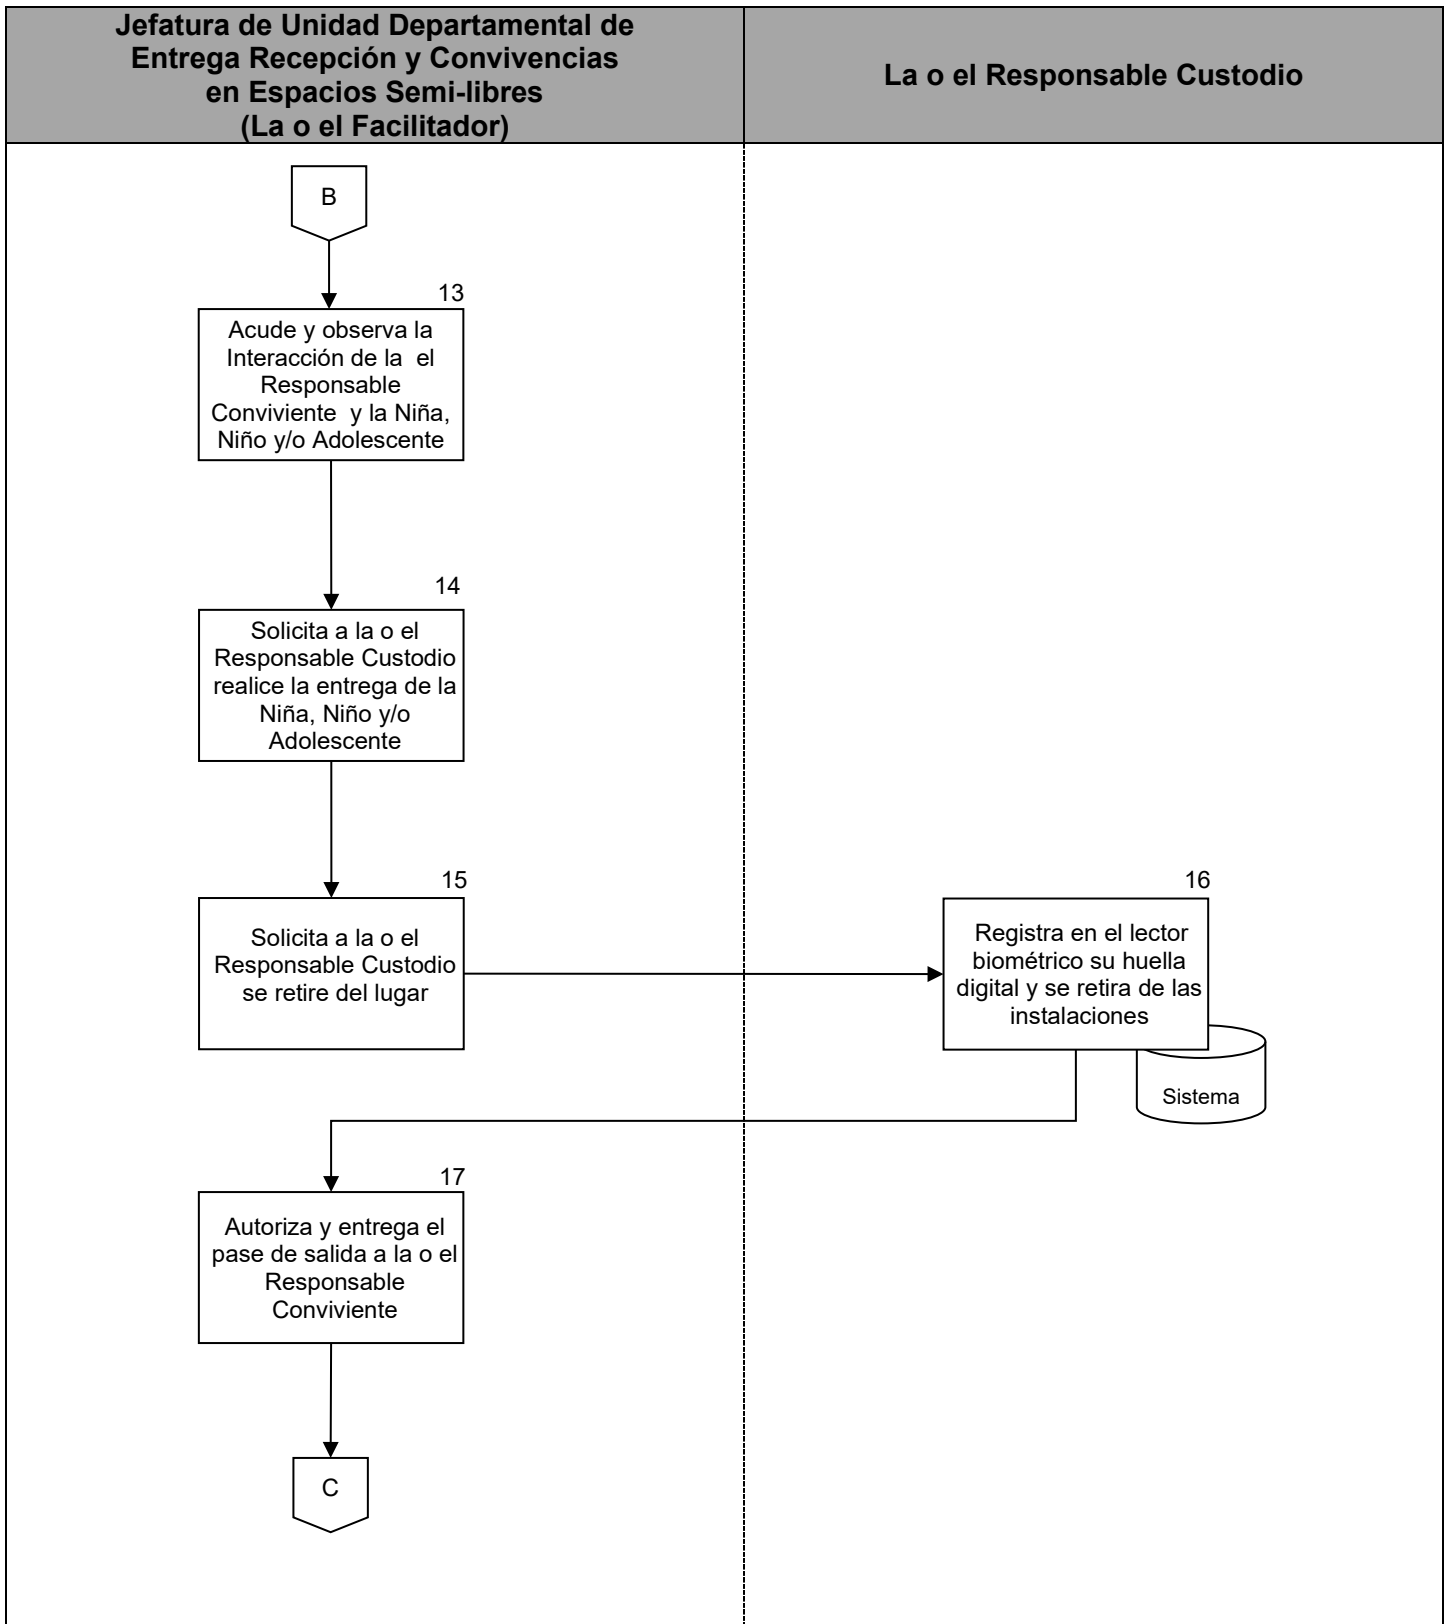 Jefatura de Unidad Departamental de
Entrega Recepción y Convivencias
en Espacios Semi-libres
(La o el Facilitador)
La o el Responsable Custodio
B
13
Acude y observa la
Interacción de la el
Responsable
Conviviente y la Niña,
Niño y/o Adolescente
14
Solicita a la o el
Responsable Custodio
realice la entrega de la
Niña, Niño y/o
Adolescente
15
Solicita a la o el
Responsable Custodio
se retire del lugar
16
Registra en el lector
biométrico su huella
digital y se retira de las
instalaciones
Sistema
17
Autoriza y entrega el
pase de salida a la o el
Responsable
Conviviente
C